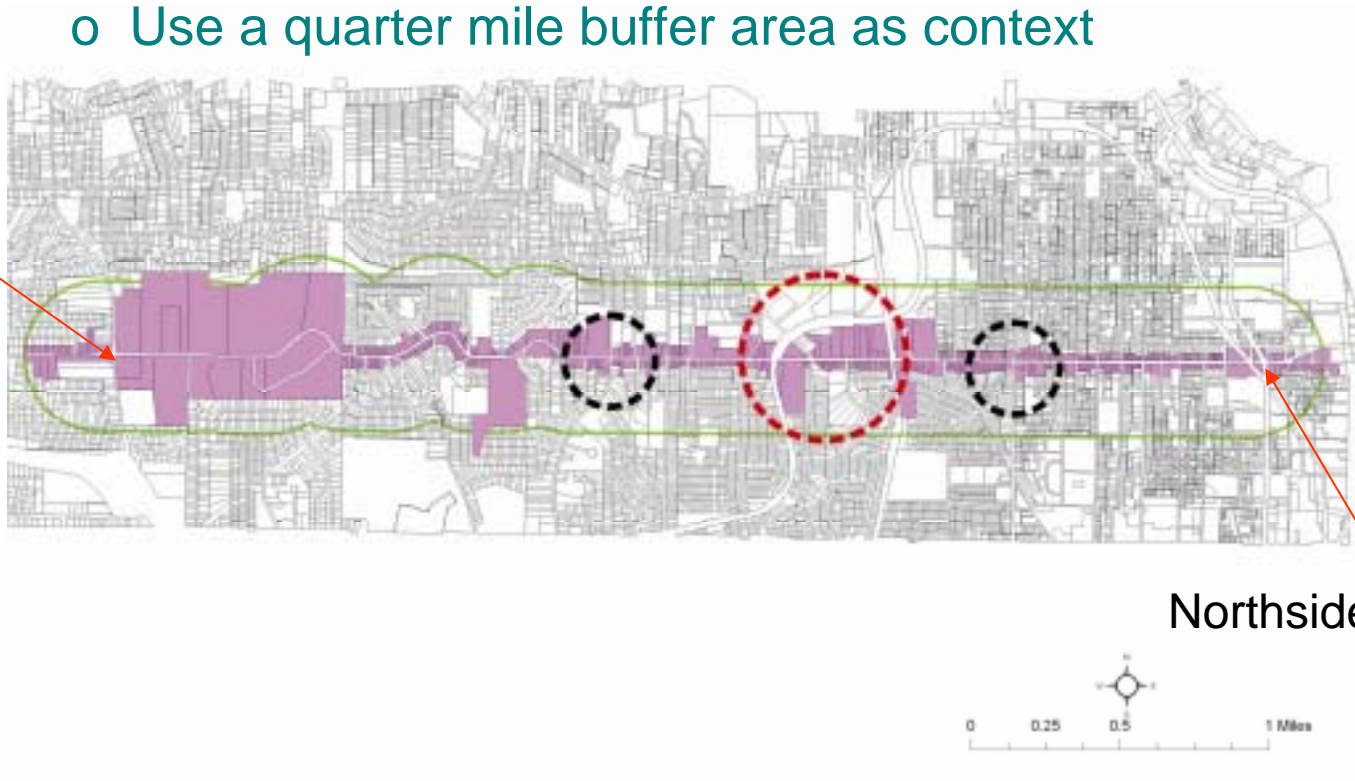 o Use a quarter mile buffer area as context
Northside
N
S
0 0.25 0.5 1 Miles